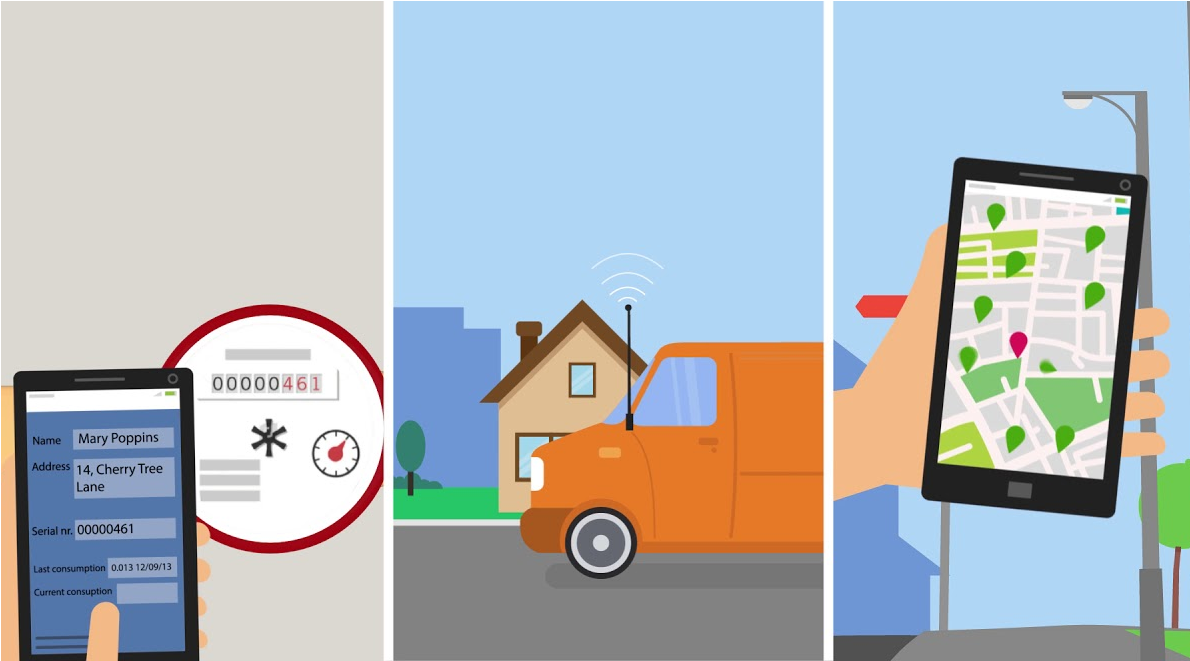 Name Mary Poppins
Address 14, Cherry Tree
Lane
Serial nr. 00000461
Last consumption 0.013 12/09/13
Current consuption
00000461